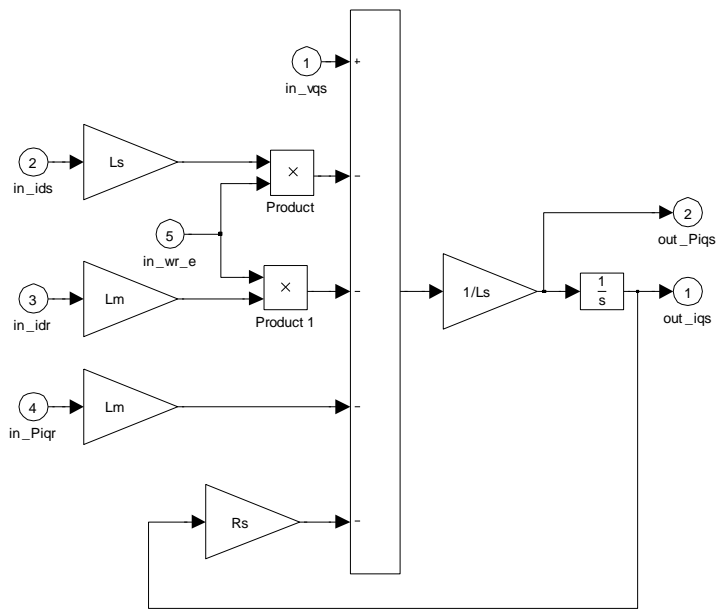 1
in_vqs
+
2
in_ids
Ls
×
Product
−
5
in_wr_e
2
out_Piqs
3
in_idr
Lm
×
Product 1
−
1/Ls
1
s
1
out_iqs
4
in_Piqr
Lm
−
Rs
−